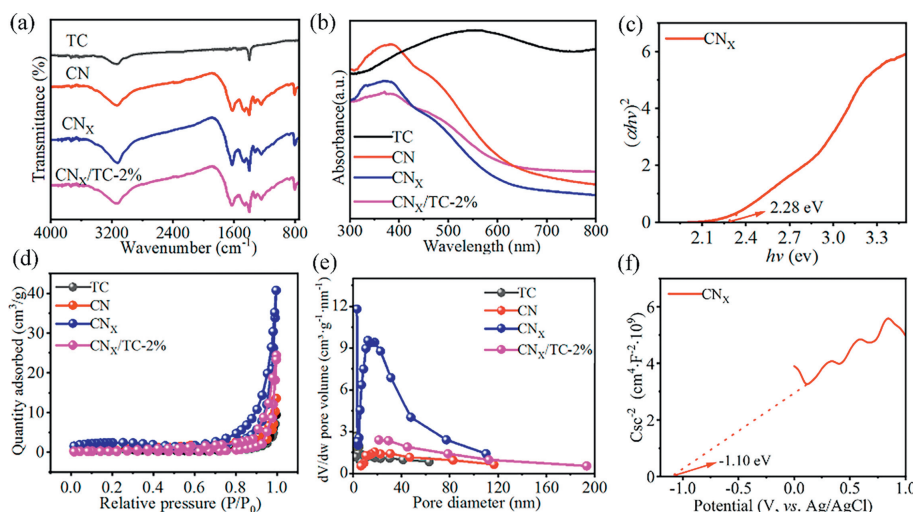 (a)
TC
CN
CNX
CNX/TC-2%
Transmittance (%)
4000 3200 2400 1600 800
Wavenumber (cm-1)
(b)
Absorbance(a.u.)
TC
CN
CNX
CNX/TC-2%
300 400 500 600 700 800
Wavelength (nm)
(c)
CNX
(αhv)2
6
4
2
0
2.28 eV
2.1 2.4 2.7 3.0 3.3
hv (ev)
(d)
TC
CN
CNX
CNX/TC-2%
Quantity adsorbed (cm3/g)
40
30
20
10
0
0.0 0.2 0.4 0.6 0.8 1.0
Relative pressure (P/P0)
(e)
TC
CN
CNX
CNX/TC-2%
dV/dw pore volume (cm3·g-1·nm-1)
12
9
6
3
0
0 40 80 120 160 200
Pore diameter (nm)
(f)
CNX
Csc-2 (cm4·F-2·109)
8
6
4
2
0
-1.10 eV
-1.0 -0.5 0.0 0.5 1.0
Potential (V, vs. Ag/AgCl)